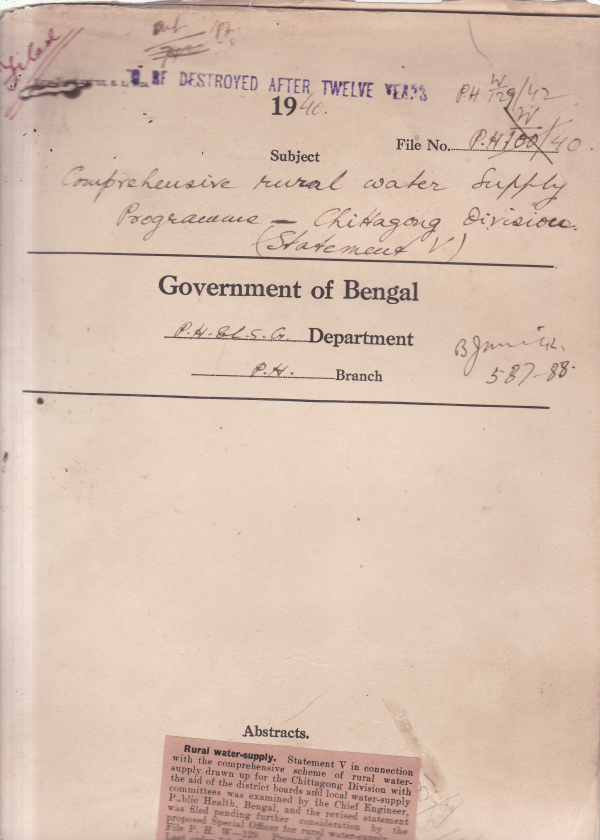 Filed
TO BE DESTROYED AFTER TWELVE YEARS
1940.
P.H. W/129/42
File No. P.H. W/100/40.
Subject
Comprehensive rural water Supply
Programme — Chittagong Division.
(Statement V.)
Government of Bengal
P.H. & L.S.G. Department
P.H. Branch
587-88.
Abstracts.
Rural water-supply. Statement V in connection
with the comprehensive scheme of rural water-
supply drawn up for the Chittagong Division with
the aid of the district boards and local water-supply
committees was examined by the Chief Engineer,
Public Health, Bengal, and the revised statement
was filed pending further consideration by the
proposed Special Officer for rural water-supply.
File P. H. W—129